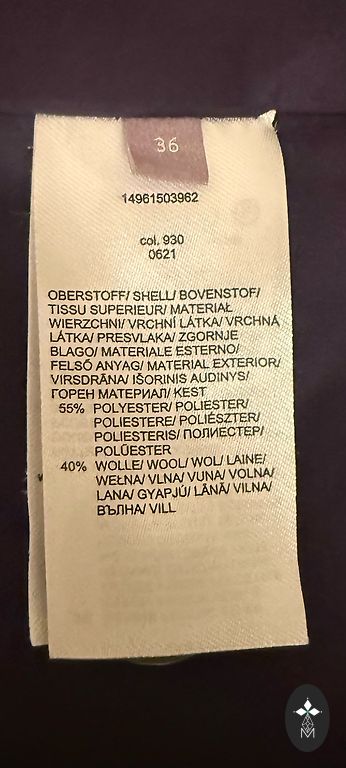 36
14961503962
col. 930
0621
OBERSTOFF/ SHELL/ BOVENSTOF/
TISSU SUPERIEUR/ MATERIAŁ
WIERZCHNI/ VRCHNÍ LÁTKA/ VRCHNÁ
LÁTKA/ PRESVLAKA/ ZGORNJE
BLAGO/ MATERIALE ESTERNO/
FELSŐ ANYAG/ MATERIAL EXTERIOR/
VIRSDRĀNA/ IŠORINIS AUDINYS/
ГОРЕН МАТЕРИАЛ/ KEST
55% POLYESTER/ POLIESTER/
POLIESTERE/ POLIÉSZTER/
POLIESTERIS/ ПОЛИЕСТЕР/
POLÜESTER
40% WOLLE/ WOOL/ WOL/ LAINE/
WEŁNA/ VLNA/ VUNA/ VOLNA/
LANA/ GYAPJÚ/ LÂNĂ/ VILNA/
ВЪЛНА/ VILL
M